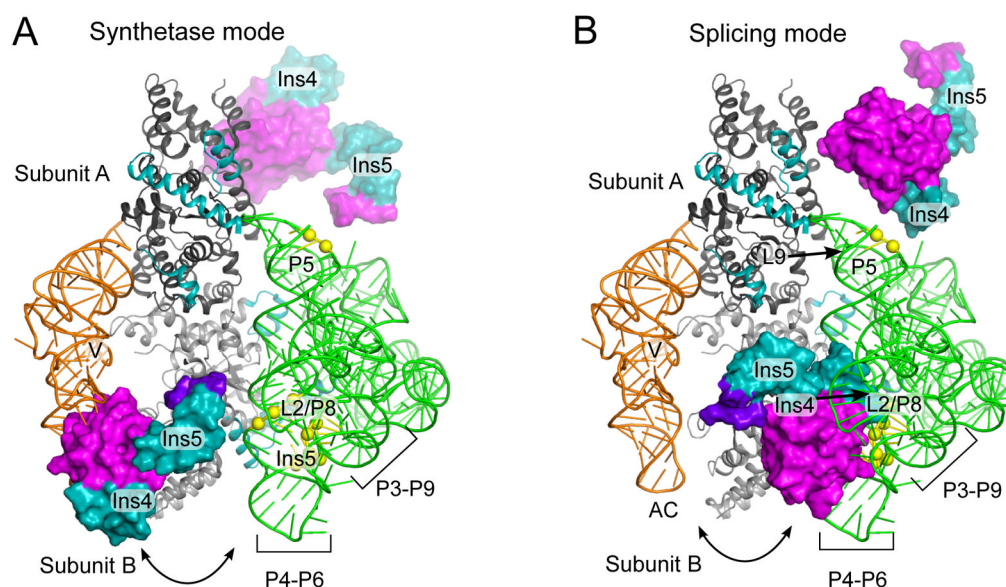 A
Synthetase mode
Ins4
Ins5
Subunit A
P5
V
L2/P8
Ins5
Ins5
Ins4
P3-P9
Subunit B
P4-P6
B
Splicing mode
Ins5
Subunit A
Ins4
L9
P5
V
Ins5
Ins4
L2/P8
P3-P9
AC
Subunit B
P4-P6